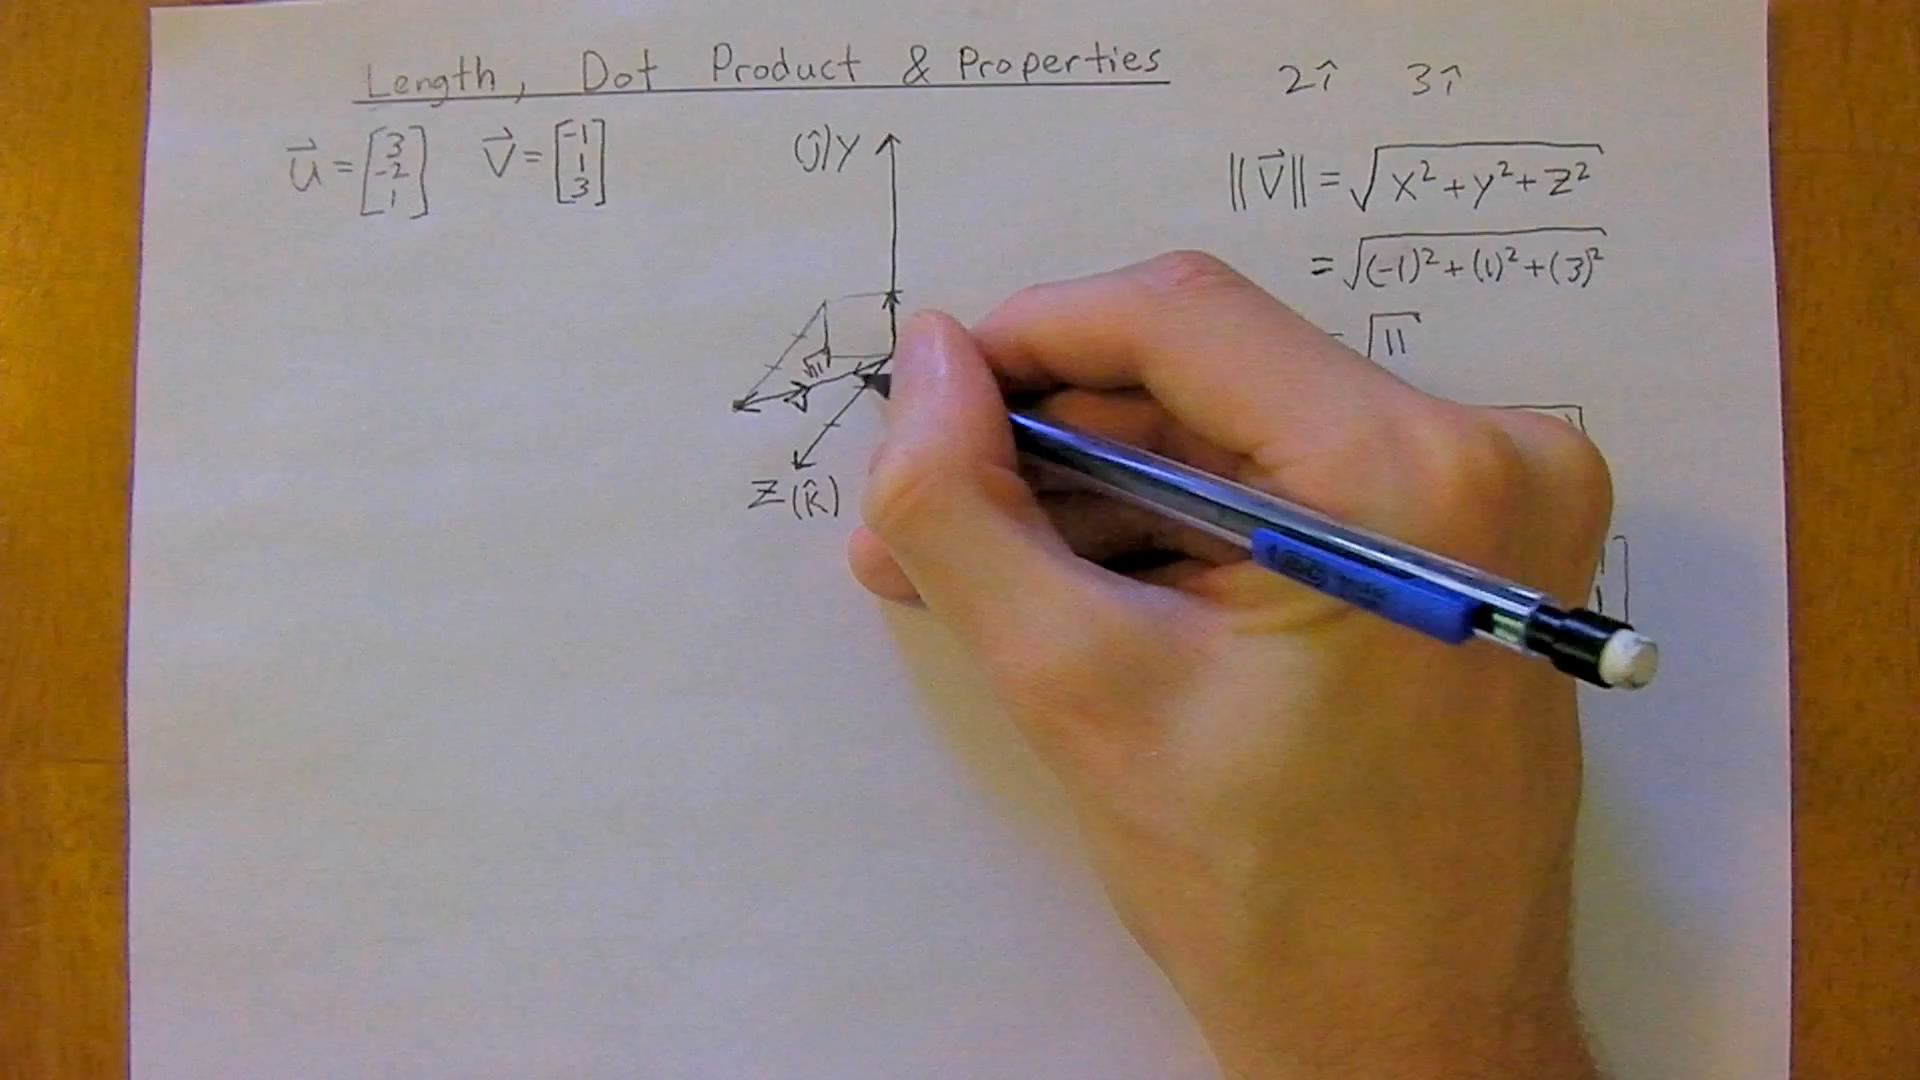 Length, Dot Product & Properties
2î 3î
u⃗ = [3 -2 1] v⃗ = [-1 1 3]
(ĵ)Y
||V⃗|| = √(x² + y² + z²)
= √((-1)² + (1)² + (3)²)
= √11
Z(k̂)